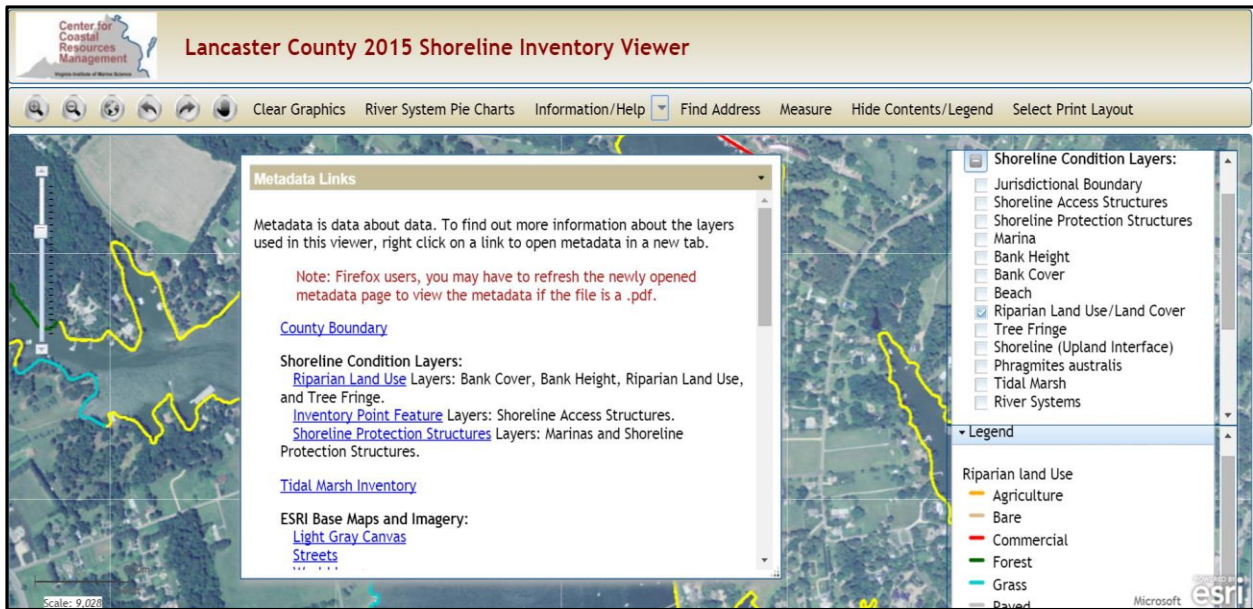 Center for
Coastal
Resources
Management
Virginia Institute of Marine Science
Lancaster County 2015 Shoreline Inventory Viewer
Clear Graphics River System Pie Charts Information/Help Find Address Measure Hide Contents/Legend Select Print Layout
Metadata Links
Metadata is data about data. To find out more information about the layers
used in this viewer, right click on a link to open metadata in a new tab.
Note: Firefox users, you may have to refresh the newly opened
metadata page to view the metadata if the file is a .pdf.
County Boundary
Shoreline Condition Layers:
Riparian Land Use Layers: Bank Cover, Bank Height, Riparian Land Use,
and Tree Fringe.
Inventory Point Feature Layers: Shoreline Access Structures.
Shoreline Protection Structures Layers: Marinas and Shoreline
Protection Structures.
Tidal Marsh Inventory
ESRI Base Maps and Imagery:
Light Gray Canvas
Streets
Shoreline Condition Layers:
Jurisdictional Boundary
Shoreline Access Structures
Shoreline Protection Structures
Marina
Bank Height
Bank Cover
Beach
Riparian Land Use/Land Cover
Tree Fringe
Shoreline (Upland Interface)
Phragmites australis
Tidal Marsh
River Systems
Legend
Riparian land Use
Agriculture
Bare
Commercial
Forest
Grass
Paved
Scale: 9,028
Microsoft
POWERED BY
esri